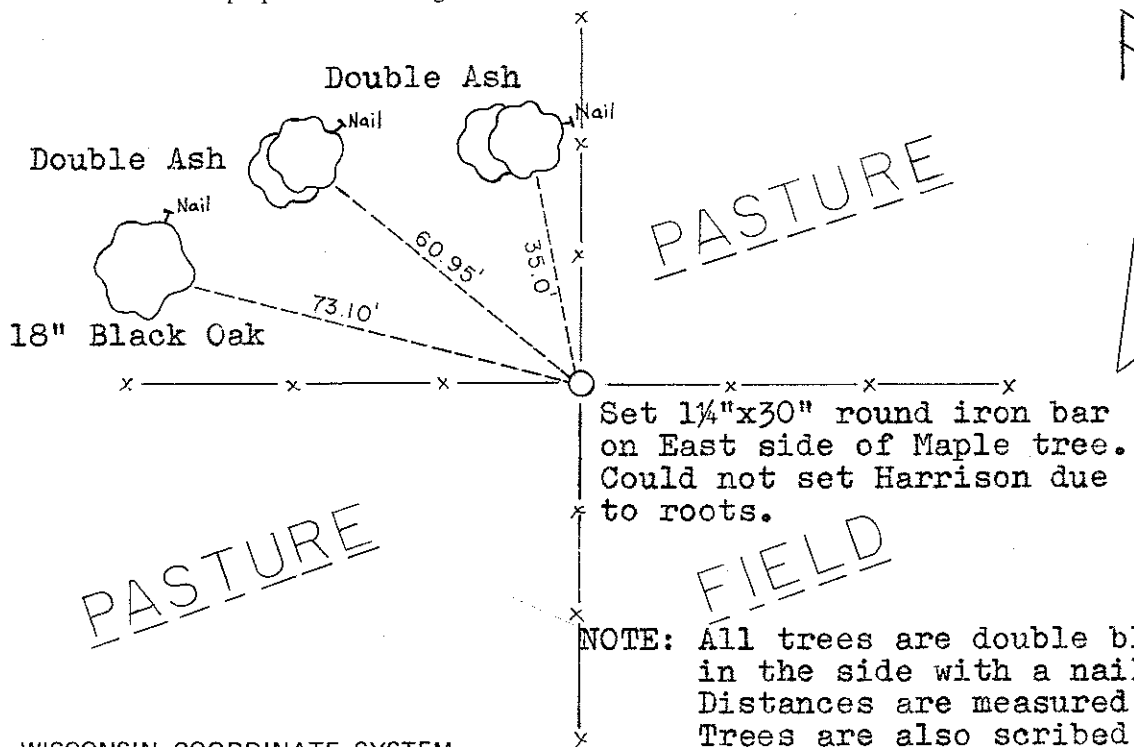 Double Ash
Nail
Nail
Double Ash
Nail
PASTURE
60.95'
35.0'
73.10'
18" Black Oak
Set 1¼"x30" round iron bar
on East side of Maple tree.
Could not set Harrison due
to roots.
PASTURE
FIELD
NOTE: All trees are double
in the side with a nail
Distances are measured
Trees are also scribed
WISCONSIN COORDINATE SYSTEM